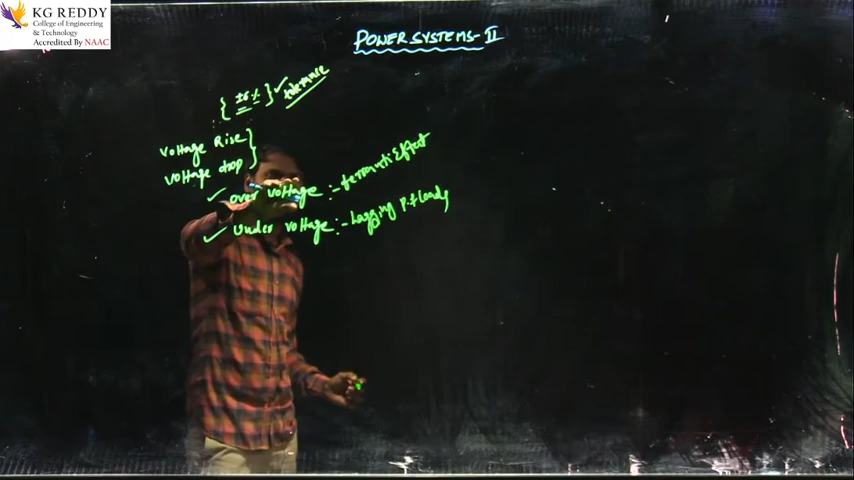 KG REDDY
College of Engineering
& Technology
Accredited By NAAC
POWER SYSTEMS-II
{ ±5% } ✓ tolerance
Voltage Rise }
Voltage drop }
✓ over voltage :- ferranti Effect
✓ Under voltage :- Lagging P.f Loads